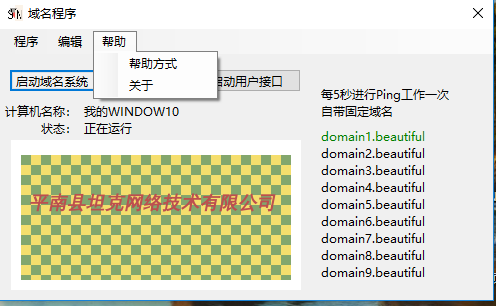 域名程序
程序 编辑 帮助
帮助方式
关于
启动域名系统
动用户接口
每5秒进行Ping工作一次
自带固定域名
计算机名称： 我的WINDOW10
状态： 正在运行
平南县坦克网络技术有限公司
domain1.beautiful
domain2.beautiful
domain3.beautiful
domain4.beautiful
domain5.beautiful
domain6.beautiful
domain7.beautiful
domain8.beautiful
domain9.beautiful